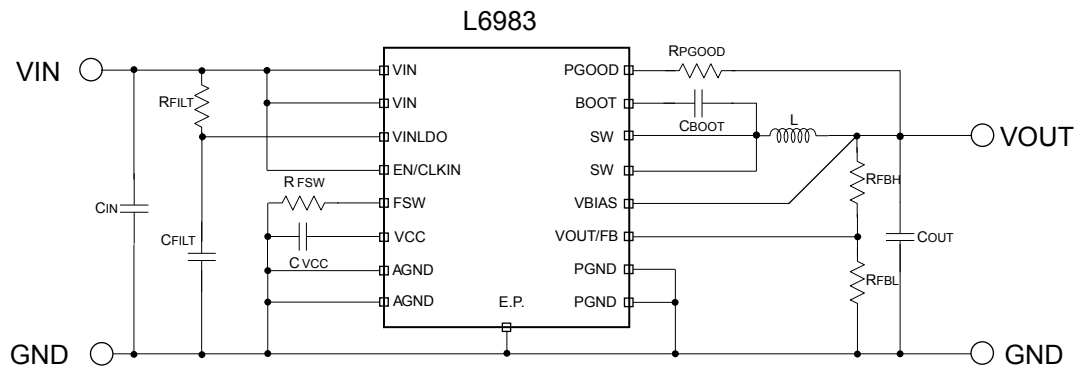 L6983
VIN
RFILT
CFILT
CIN
GND
VIN
VIN
VINLDO
EN/CLKIN
RFSW
FSW
CVCC
VCC
AGND
AGND
E.P.
PGOOD
BOOT
SW
SW
VBIAS
VOUT/FB
PGND
PGND
RPGOOD
CBOOT
L
RFBH
RFBL
COUT
VOUT
GND